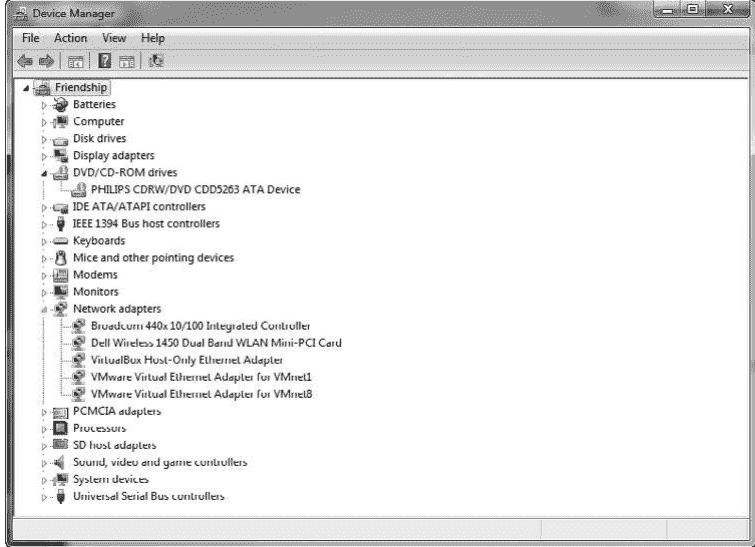 Device Manager
File Action View Help
Friendship
Batteries
Computer
Disk drives
Display adapters
DVD/CD-ROM drives
PHILIPS CDRW/DVD CDD5263 ATA Device
IDE ATA/ATAPI controllers
IEEE 1394 Bus host controllers
Keyboards
Mice and other pointing devices
Modems
Monitors
Network adapters
Broadcom 440x 10/100 Integrated Controller
Dell Wireless 1450 Dual Band WLAN Mini-PCI Card
VirtualBox Host-Only Ethernet Adapter
VMware Virtual Ethernet Adapter for VMnet1
VMware Virtual Ethernet Adapter for VMnet8
PCMCIA adapters
Processors
SD host adapters
Sound, video and game controllers
System devices
Universal Serial Bus controllers